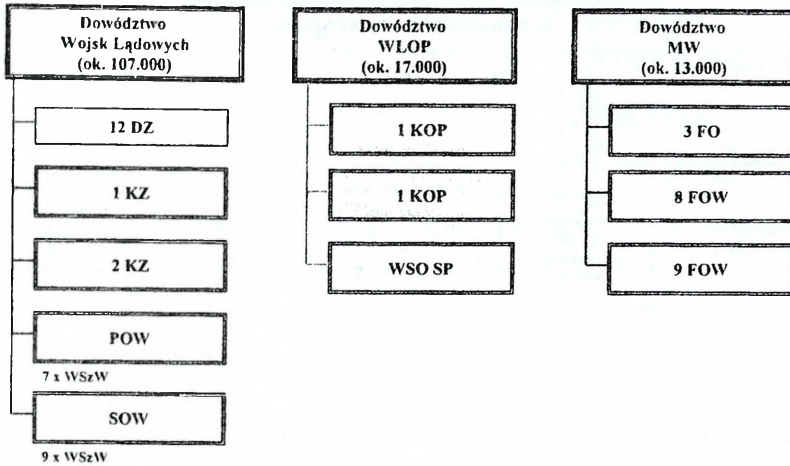 Dowództwo
Wojsk Lądowych
(ok. 107.000)
12 DZ
1 KZ
2 KZ
POW
7 x WSzW
SOW
9 x WSzW
Dowództwo
WLOP
(ok. 17.000)
1 KOP
1 KOP
WSO SP
Dowództwo
MW
(ok. 13.000)
3 FO
8 FOW
9 FOW